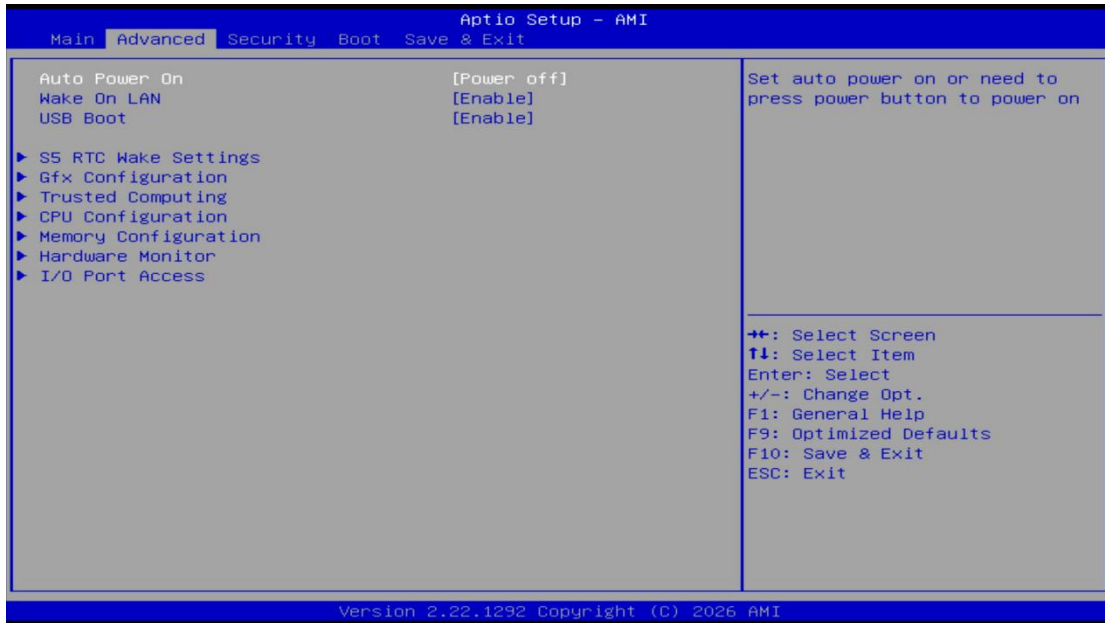 Aptio Setup - AMI
Main Advanced Security Boot Save & Exit
Auto Power On [Power off]
Wake On LAN [Enable]
USB Boot [Enable]
▶ S5 RTC Wake Settings
▶ Gfx Configuration
▶ Trusted Computing
▶ CPU Configuration
▶ Memory Configuration
▶ Hardware Monitor
▶ I/O Port Access
Set auto power on or need to
press power button to power on
→←: Select Screen
↑↓: Select Item
Enter: Select
+/-: Change Opt.
F1: General Help
F9: Optimized Defaults
F10: Save & Exit
ESC: Exit
Version 2.22.1292 Copyright (C) 2026 AMI